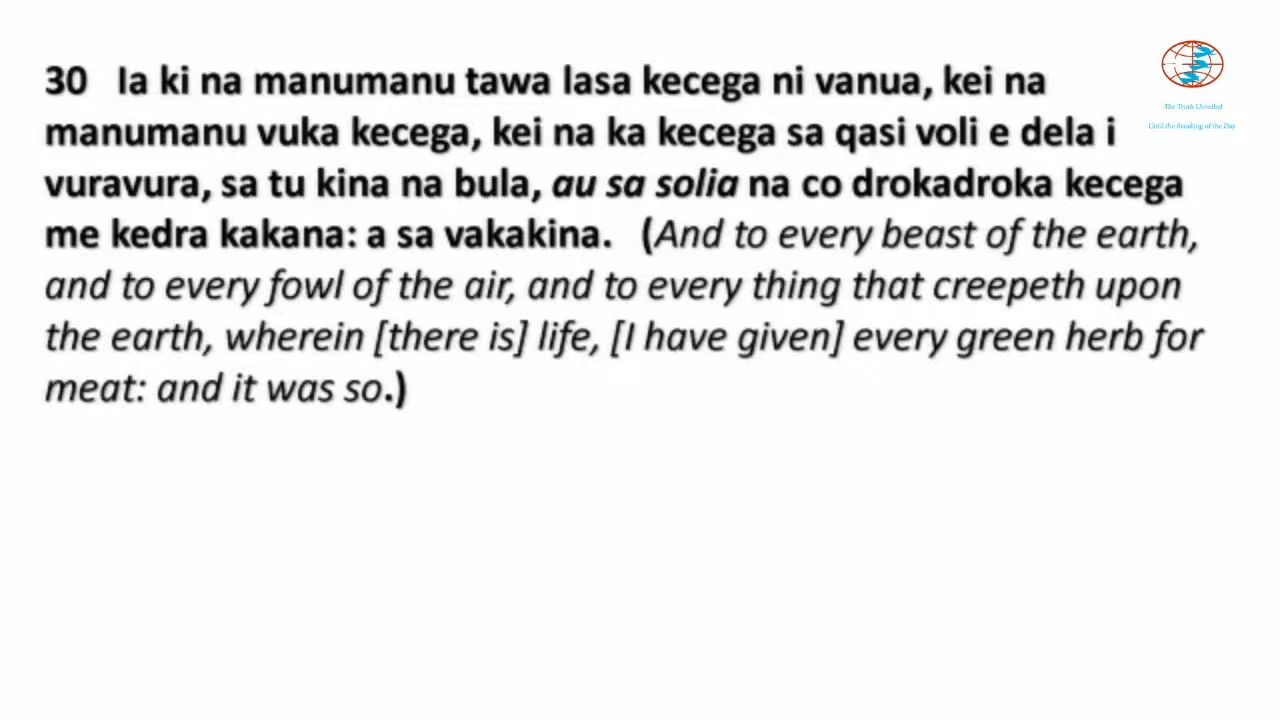 30 Ia ki na manumanu tawa lasa kecega ni vanua, kei na
manumanu vuka kecega, kei na ka kecega sa qasi voli e dela i
vuravura, sa tu kina na bula, au sa solia na co drokadroka kecega
me kedra kakana: a sa vakakina. (And to every beast of the earth,
and to every fowl of the air, and to every thing that creepeth upon
the earth, wherein [there is] life, [I have given] every green herb for
meat: and it was so.)
The Truth Unveiled
Until the Breaking of the Day